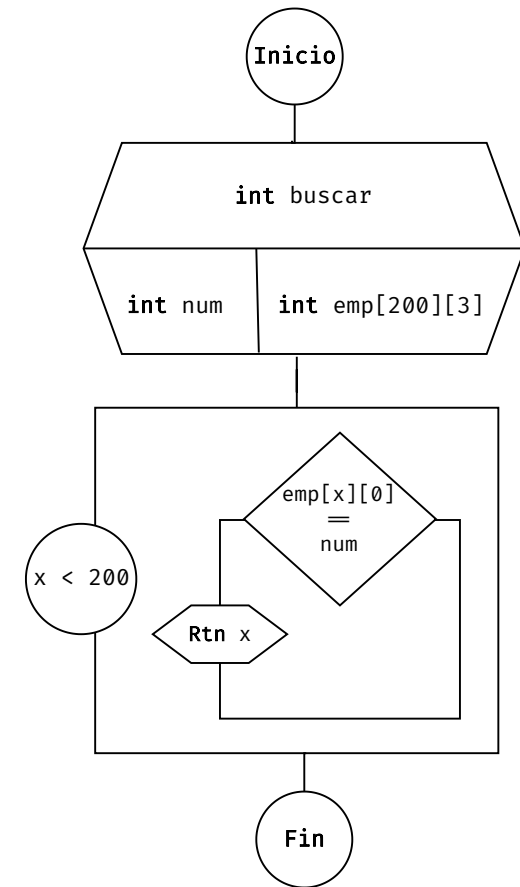 Inicio
int buscar
int num
int emp[200][3]
emp[x][0]
==
num
x < 200
Rtn x
Fin